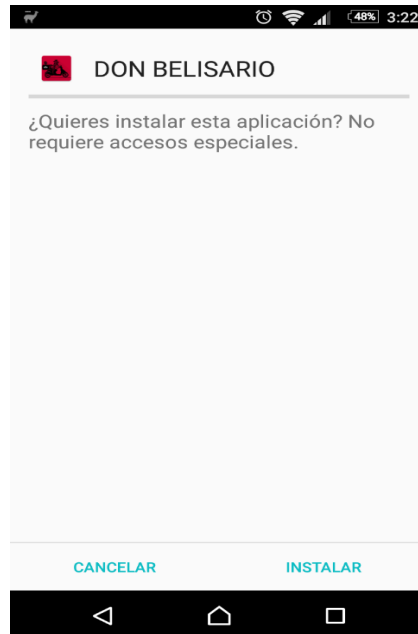 48% 3:22
DON BELISARIO
¿Quieres instalar esta aplicación? No
requiere accesos especiales.
CANCELAR INSTALAR